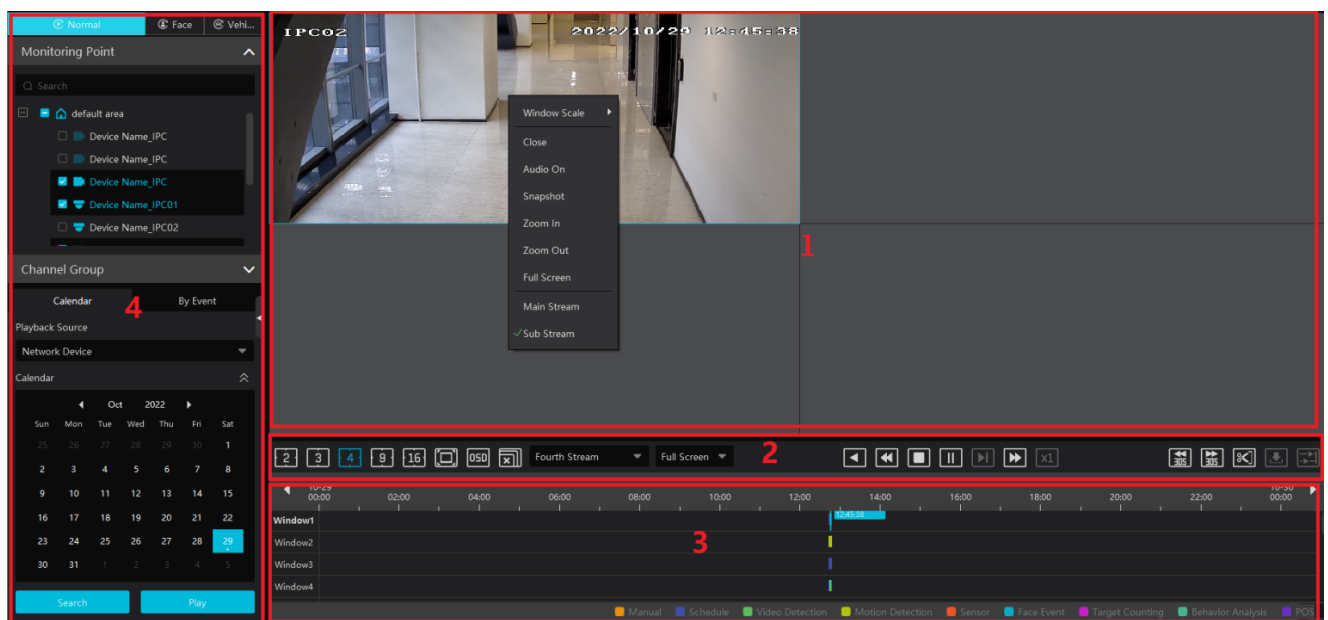 Normal Face Vehi...
Monitoring Point
Search
default area
Device Name_IPC
Device Name_IPC
Device Name_IPC
Device Name_IPC01
Device Name_IPC02
Channel Group
Calendar By Event
4
Playback Source
Network Device
Calendar
Oct 2022
Sun Mon Tue Wed Thu Fri Sat
25 26 27 28 29 30 1
2 3 4 5 6 7 8
9 10 11 12 13 14 15
16 17 18 19 20 21 22
23 24 25 26 27 28 29
30 31 1 2 3 4 5
Search Play
IPC02 2022/10/29 12:45:38
Window Scale
Close
Audio On
Snapshot
Zoom In
Zoom Out
Full Screen
Main Stream
Sub Stream
1
2 3 4 9 16 OSD Fourth Stream Full Screen 2 x1 30S 30S
10-29 10-30
00:00 02:00 04:00 06:00 08:00 10:00 12:00 14:00 16:00 18:00 20:00 22:00 00:00
Window1 12:45:38
Window2
3
Window3
Window4
Manual Schedule Video Detection Motion Detection Sensor Face Event Target Counting Behavior Analysis POS